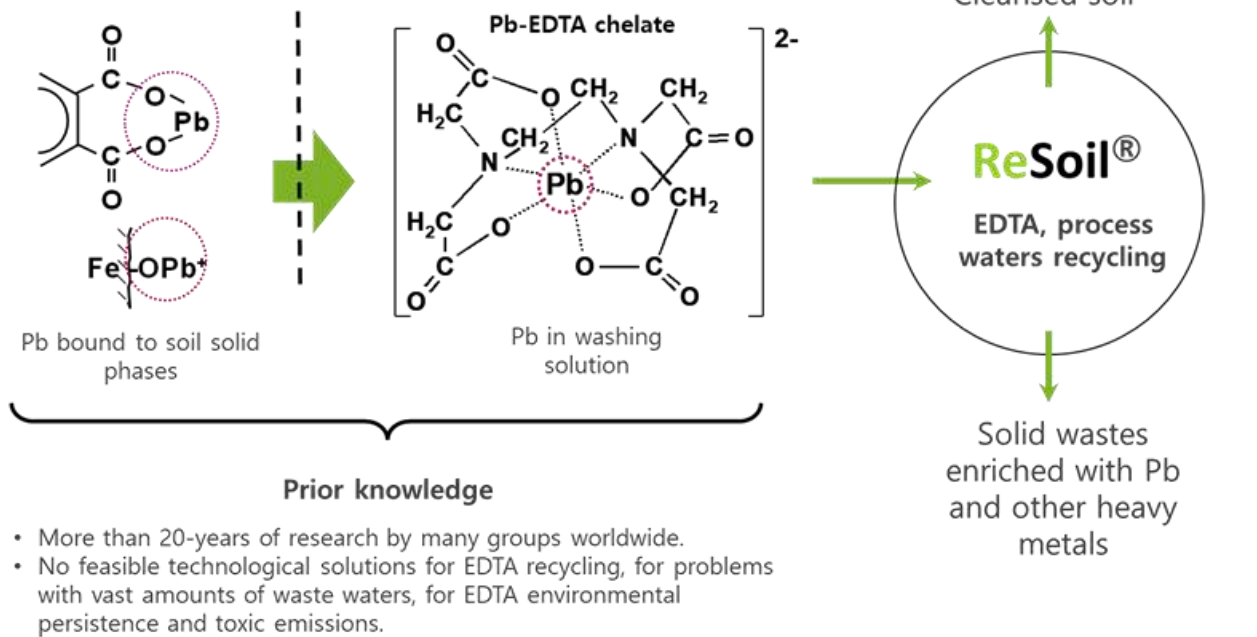 Cleansed soil
Pb-EDTA chelate
2-
O
C
O
Pb
O
C
O
Fe
OPb⁺
Pb bound to soil solid
phases
O
C
O
H₂C
CH₂
CH₂
CH₂
N
N
C=O
Pb
O
CH₂
H₂C
O
C
O
O
C
O
Pb in washing
solution
ReSoil®
EDTA, process
waters recycling
Solid wastes
enriched with Pb
and other heavy
metals
Prior knowledge
• More than 20-years of research by many groups worldwide.
• No feasible technological solutions for EDTA recycling, for problems
with vast amounts of waste waters, for EDTA environmental
persistence and toxic emissions.